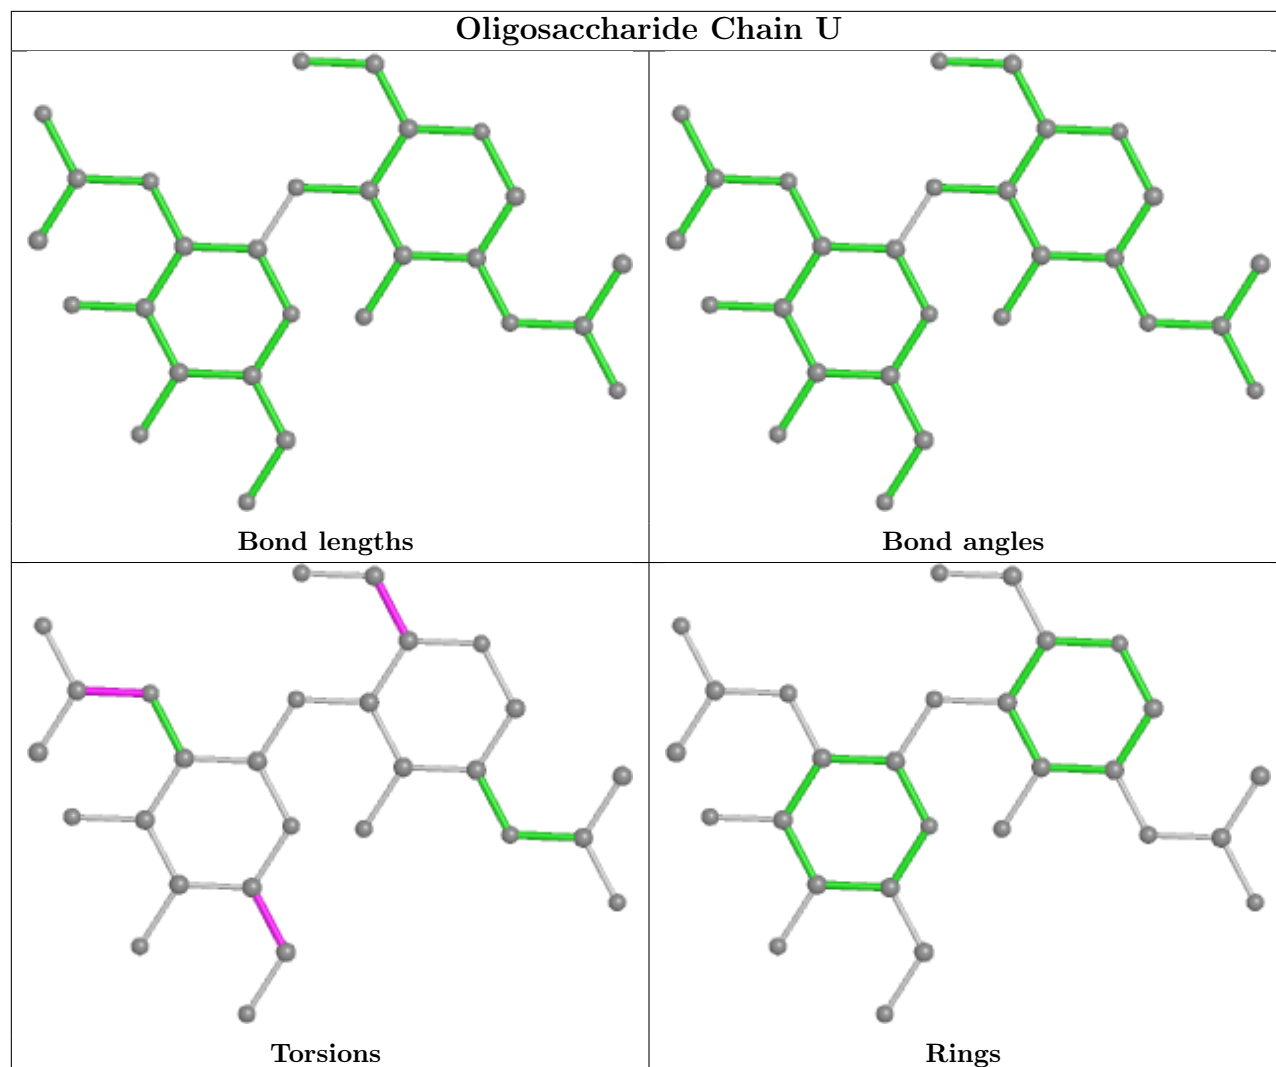 Oligosaccharide Chain U
Bond lengths
Bond angles
Torsions
Rings